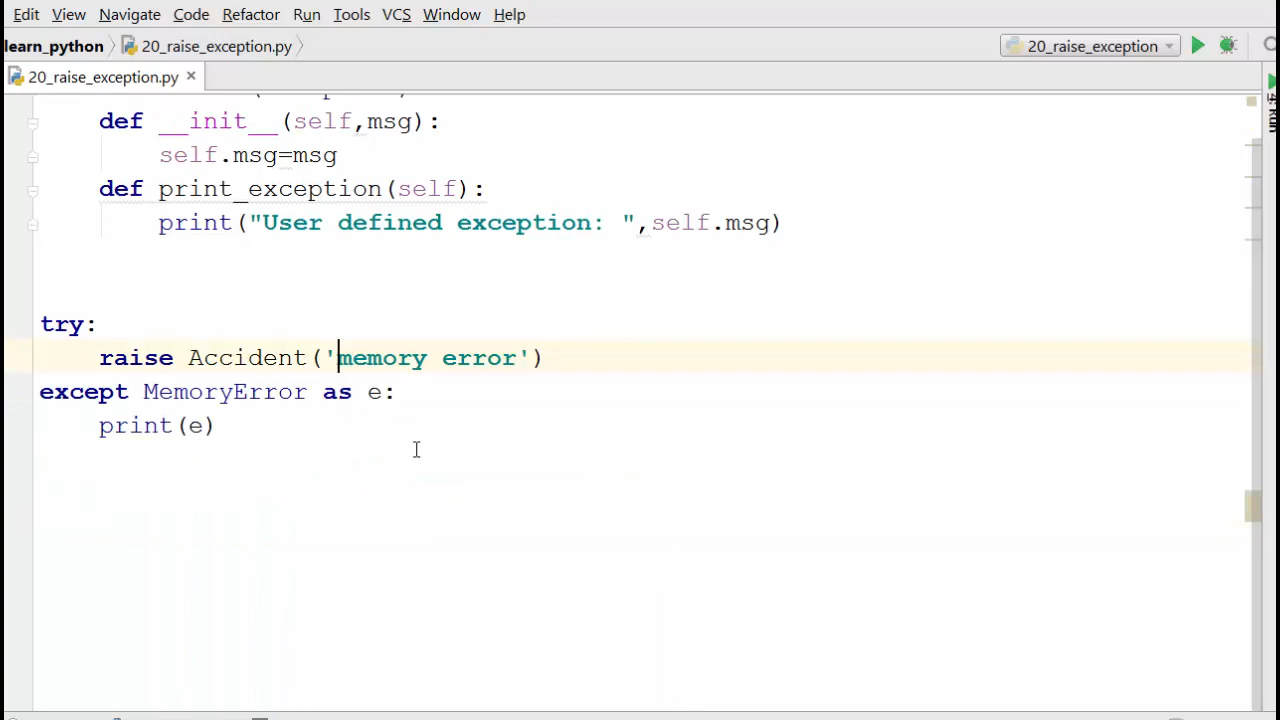 Edit View Navigate Code Refactor Run Tools VCS Window Help
learn_python 20_raise_exception.py 20_raise_exception
20_raise_exception.py
def __init__(self,msg):
self.msg=msg
def print_exception(self):
print("User defined exception: ",self.msg)
try:
raise Accident('memory error')
except MemoryError as e:
print(e)